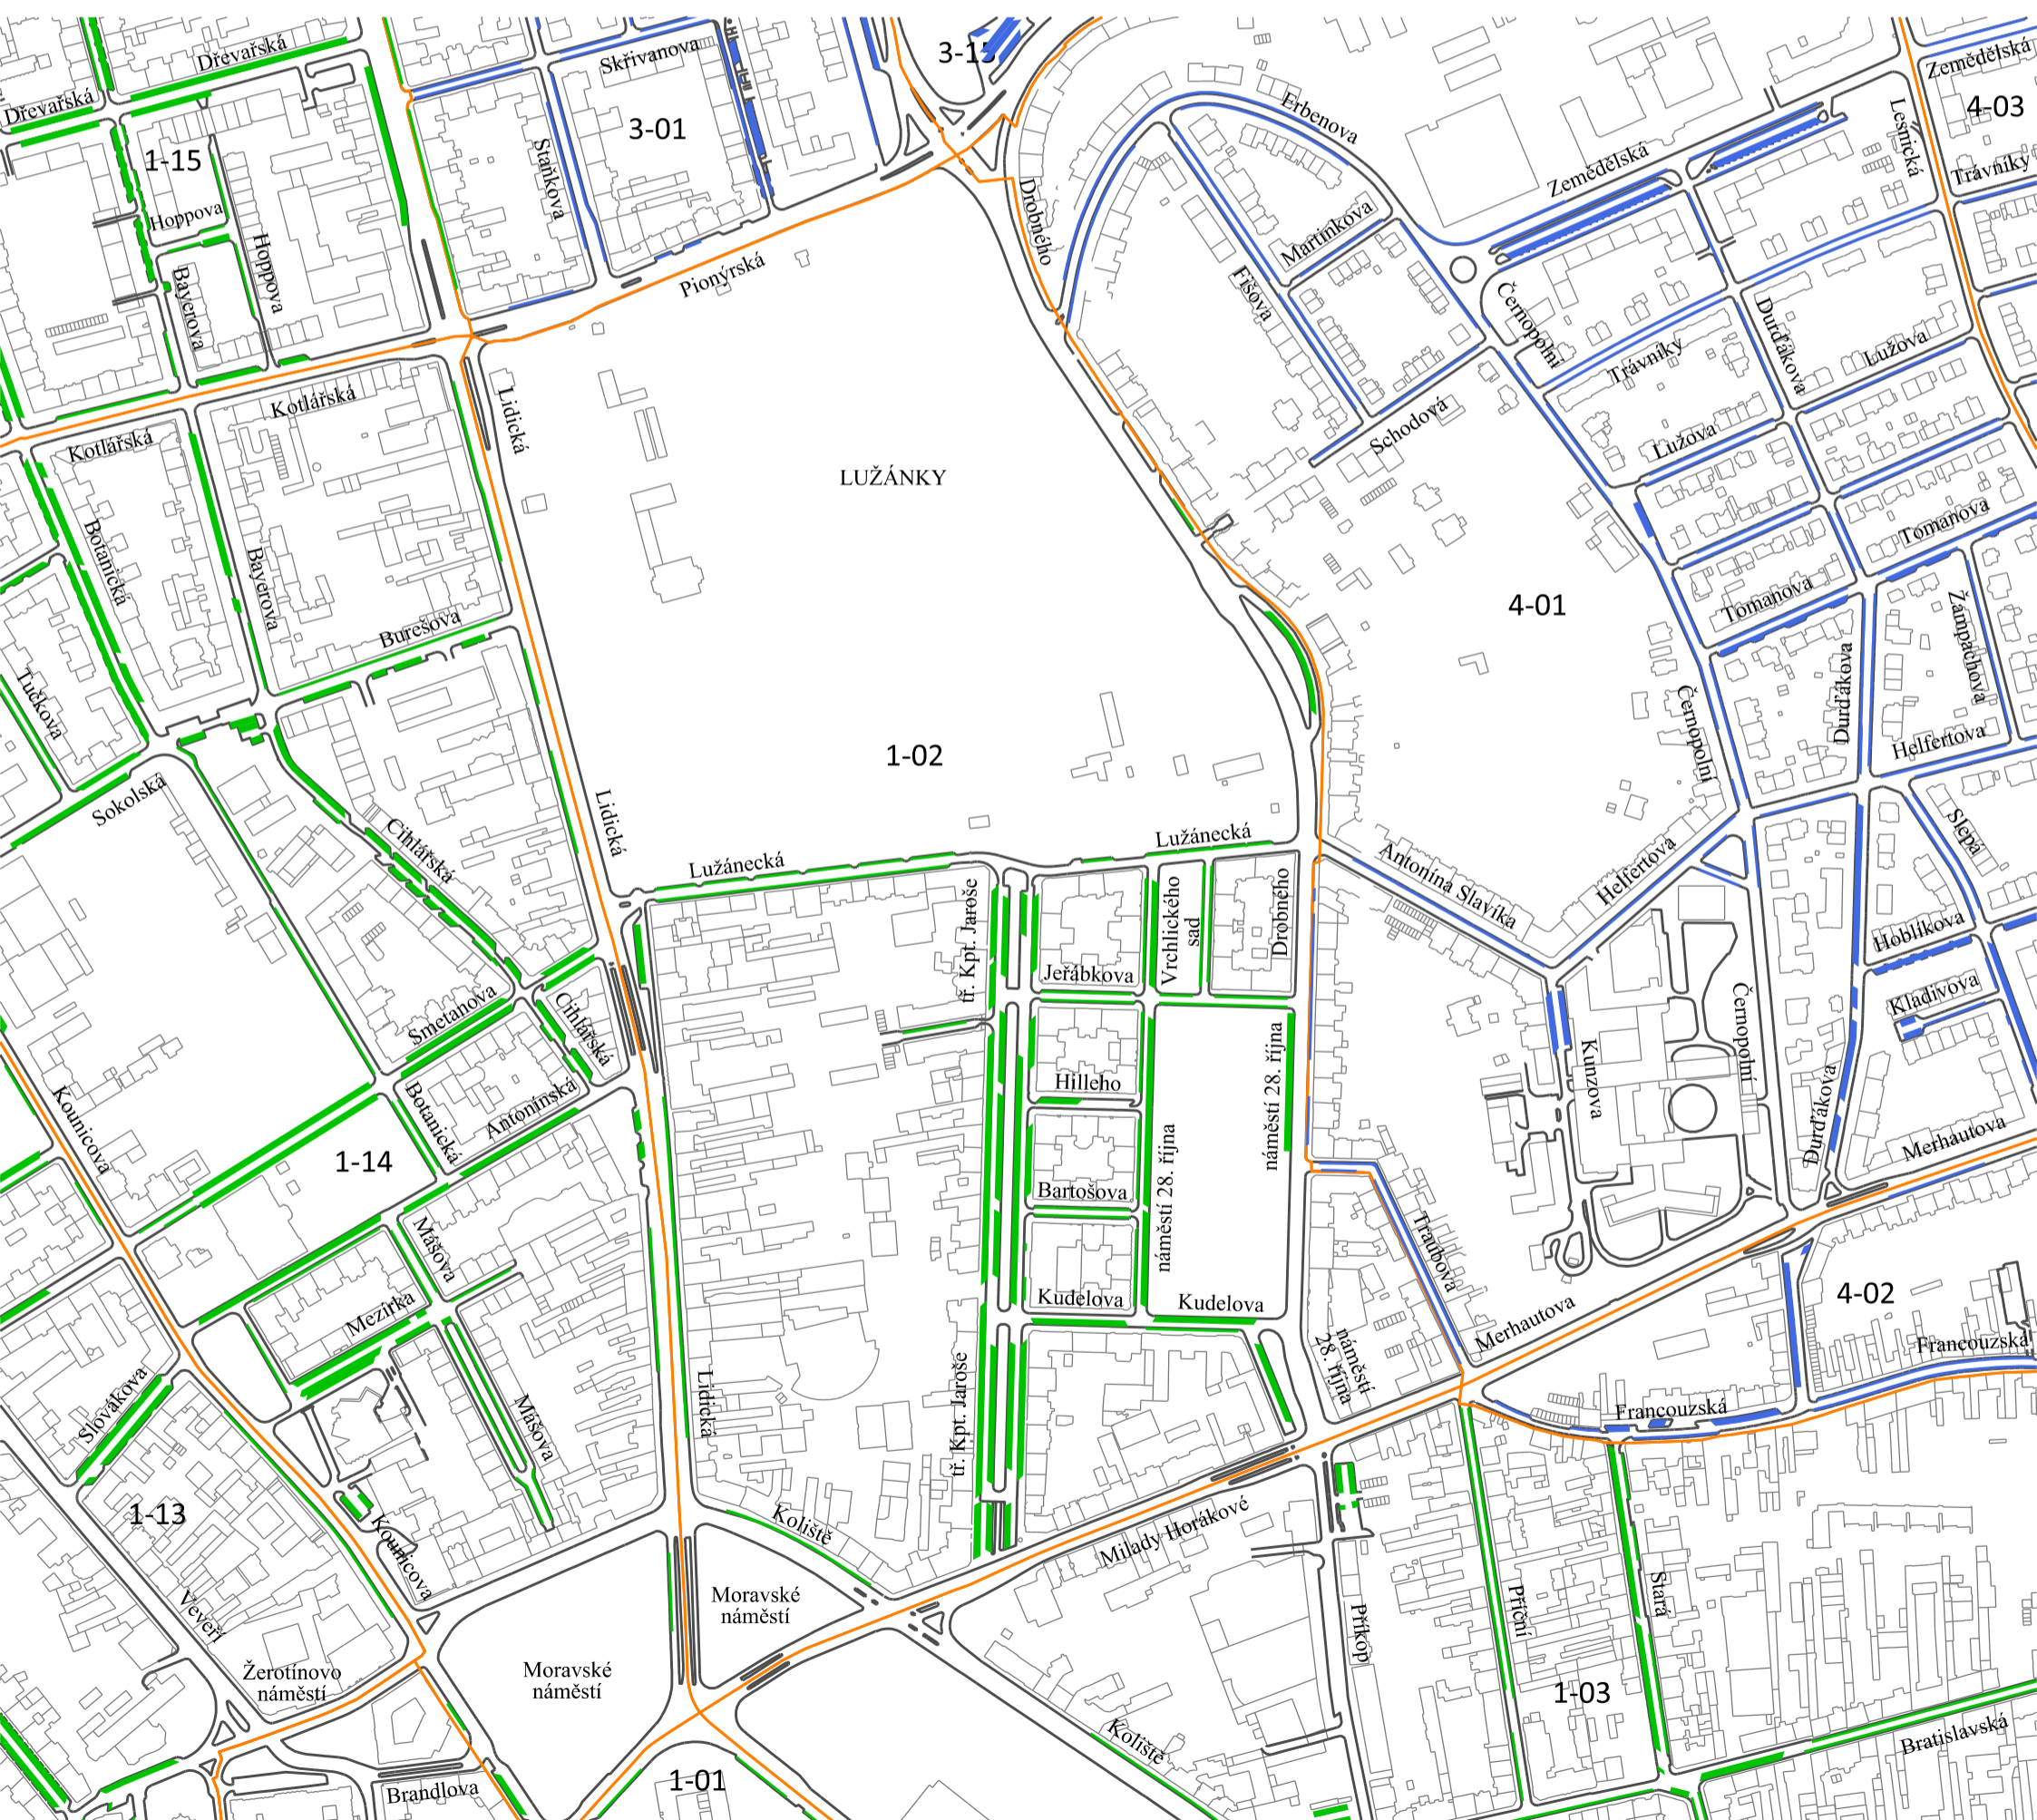 Dřevařská
Skřivanova
3-15
Zemědělská
Dřevařská
3-01
Erbenova
4-03
Lesnická
1-15
Staňkova
Zemědělská
Trávníky
Hoppova
Drobného
Martínkova
Hoppova
Pionýrská
Fišova
Bayerova
Černopolní
Durďákova
Lužova
Trávníky
Kotlářská
Lidická
Schodová
Lužova
Kotlářská
LUŽÁNKY
Tomanova
Botanická
Bayerova
4-01
Tomanova
Žampachova
Burešova
Tučkova
Černopolní
Durďákova
Helfertova
1-02
Sokolská
Cihlářská
Lidická
Lužánecká
Lužánecká
Slepá
Antonína Slavíka
Helfertova
tř. Kpt. Jaroše
Vrchlického
sad
Drobného
Hoblíkova
Jeřábkova
Smetanova
Cihlářská
Kladivova
Černopolní
Kounicova
Botanická
Antonínská
Hilleho
náměstí 28. října
Kunzova
Durďákova
Merhautova
1-14
Bartošova
náměstí 28. října
Mášova
Traubova
Mezírka
Kudelova
Kudelova
4-02
Merhautova
Francouzská
náměstí
28. října
Slovákova
Mášova
Lidická
tř. Kpt. Jaroše
Francouzská
1-13
Kounicova
Koliště
Milady Horákové
Veveří
Moravské
náměstí
Příkop
Příční
Stará
Žerotínovo
náměstí
Moravské
náměstí
1-03
Koliště
Bratislavská
Brandlova
1-01